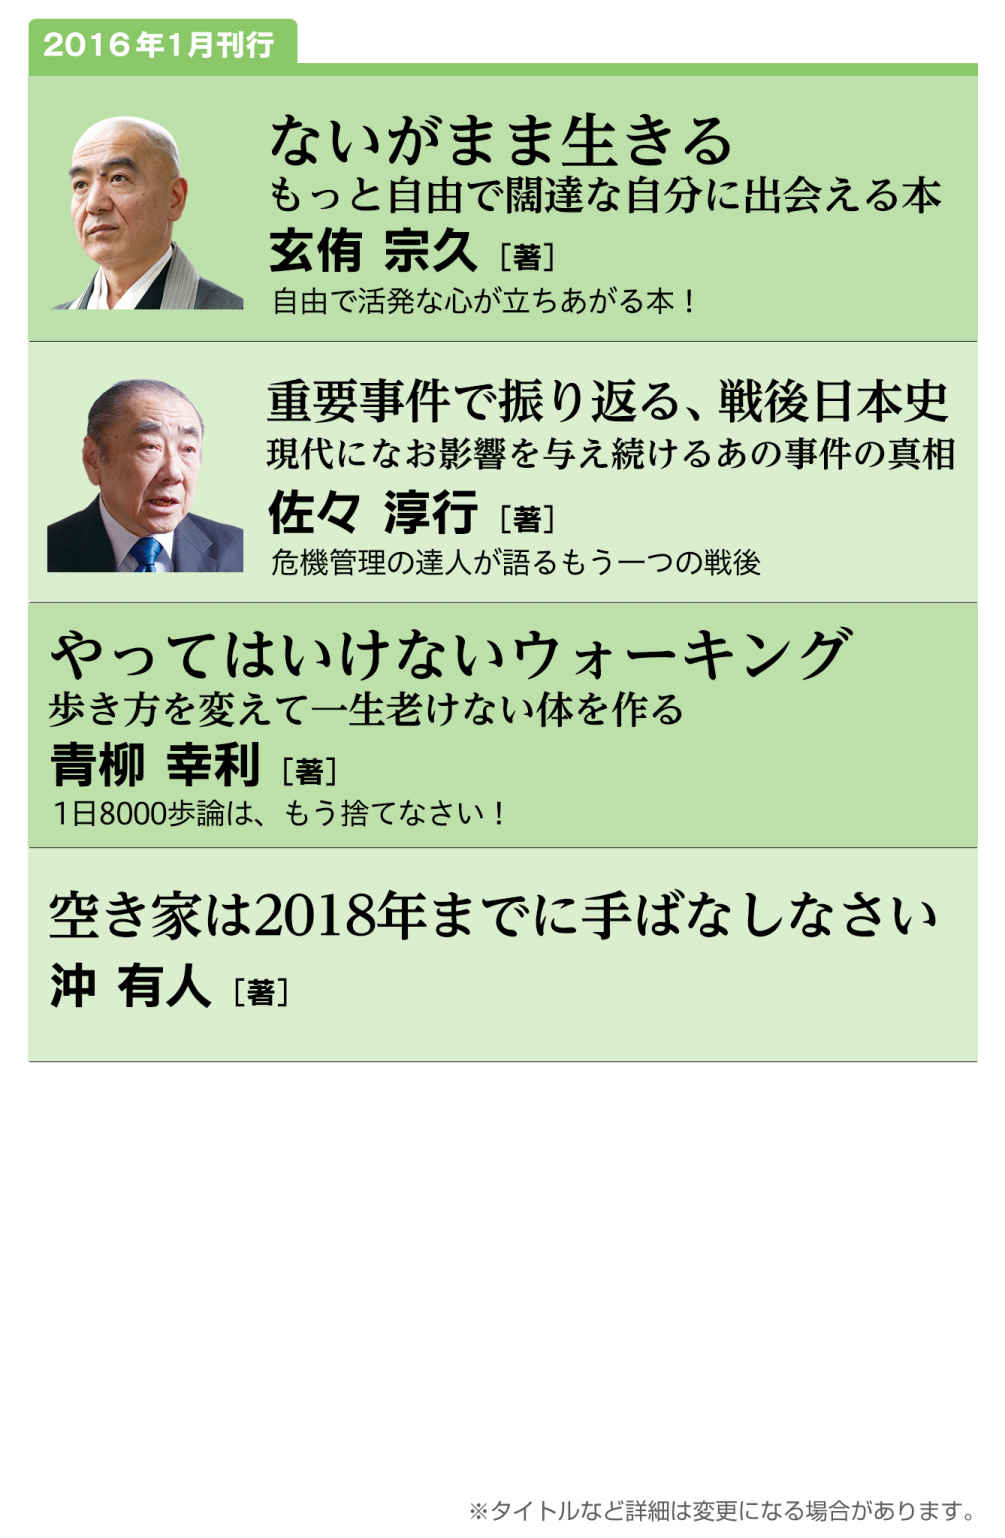 2016年1月刊行
ないがまま生きる
もっと自由で闊達な自分に出会える本
玄侑 宗久 [著]
自由で活発な心が立ちあがる本！
重要事件で振り返る、戦後日本史
現代になお影響を与え続けるあの事件の真相
佐々 淳行 [著]
危機管理の達人が語るもう一つの戦後
やってはいけないウォーキング
歩き方を変えて一生老けない体を作る
青柳 幸利 [著]
1日8000歩論は、もう捨てなさい！
空き家は2018年までに手ばなしなさい
沖 有人 [著]
※タイトルなど詳細は変更になる場合があります。